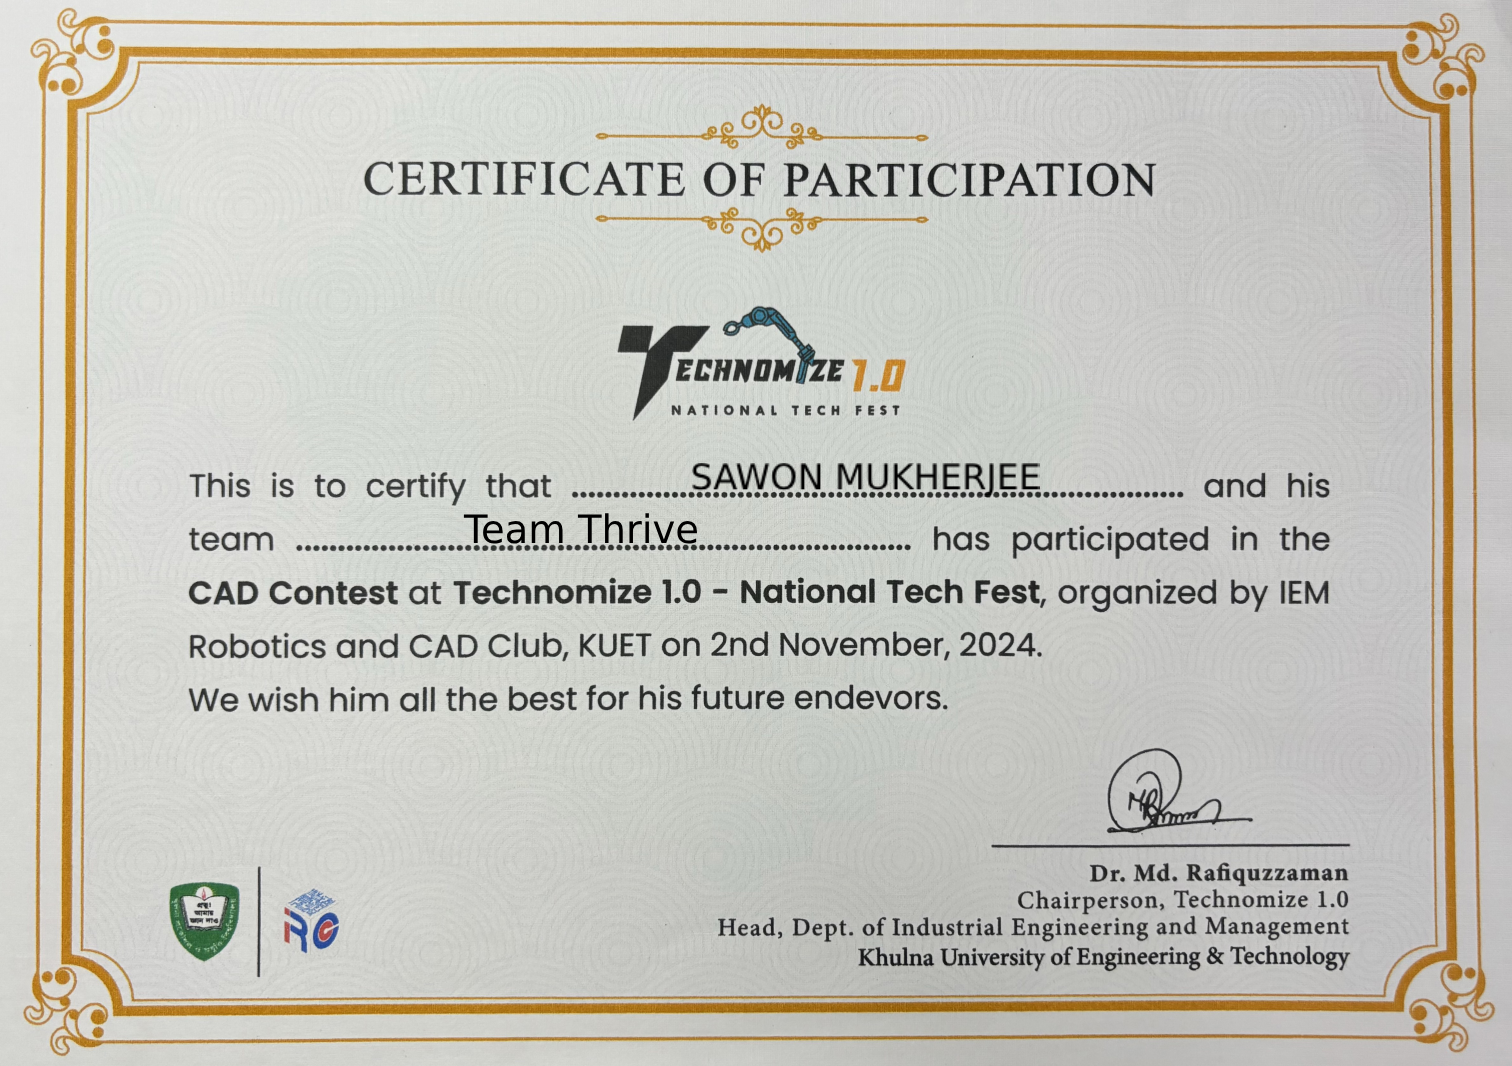 CERTIFICATE OF PARTICIPATION
TECHNOMIZE 1.0
NATIONAL TECH FEST
This is to certify that ........SAWON MUKHERJEE........ and his
team ........Team Thrive........ has participated in the
CAD Contest at Technomize 1.0 - National Tech Fest, organized by IEM
Robotics and CAD Club, KUET on 2nd November, 2024.
We wish him all the best for his future endevors.
Dr. Md. Rafiquzzaman
Chairperson, Technomize 1.0
Head, Dept. of Industrial Engineering and Management
Khulna University of Engineering & Technology
প্রভু!
আমায়
জ্ঞান দাও